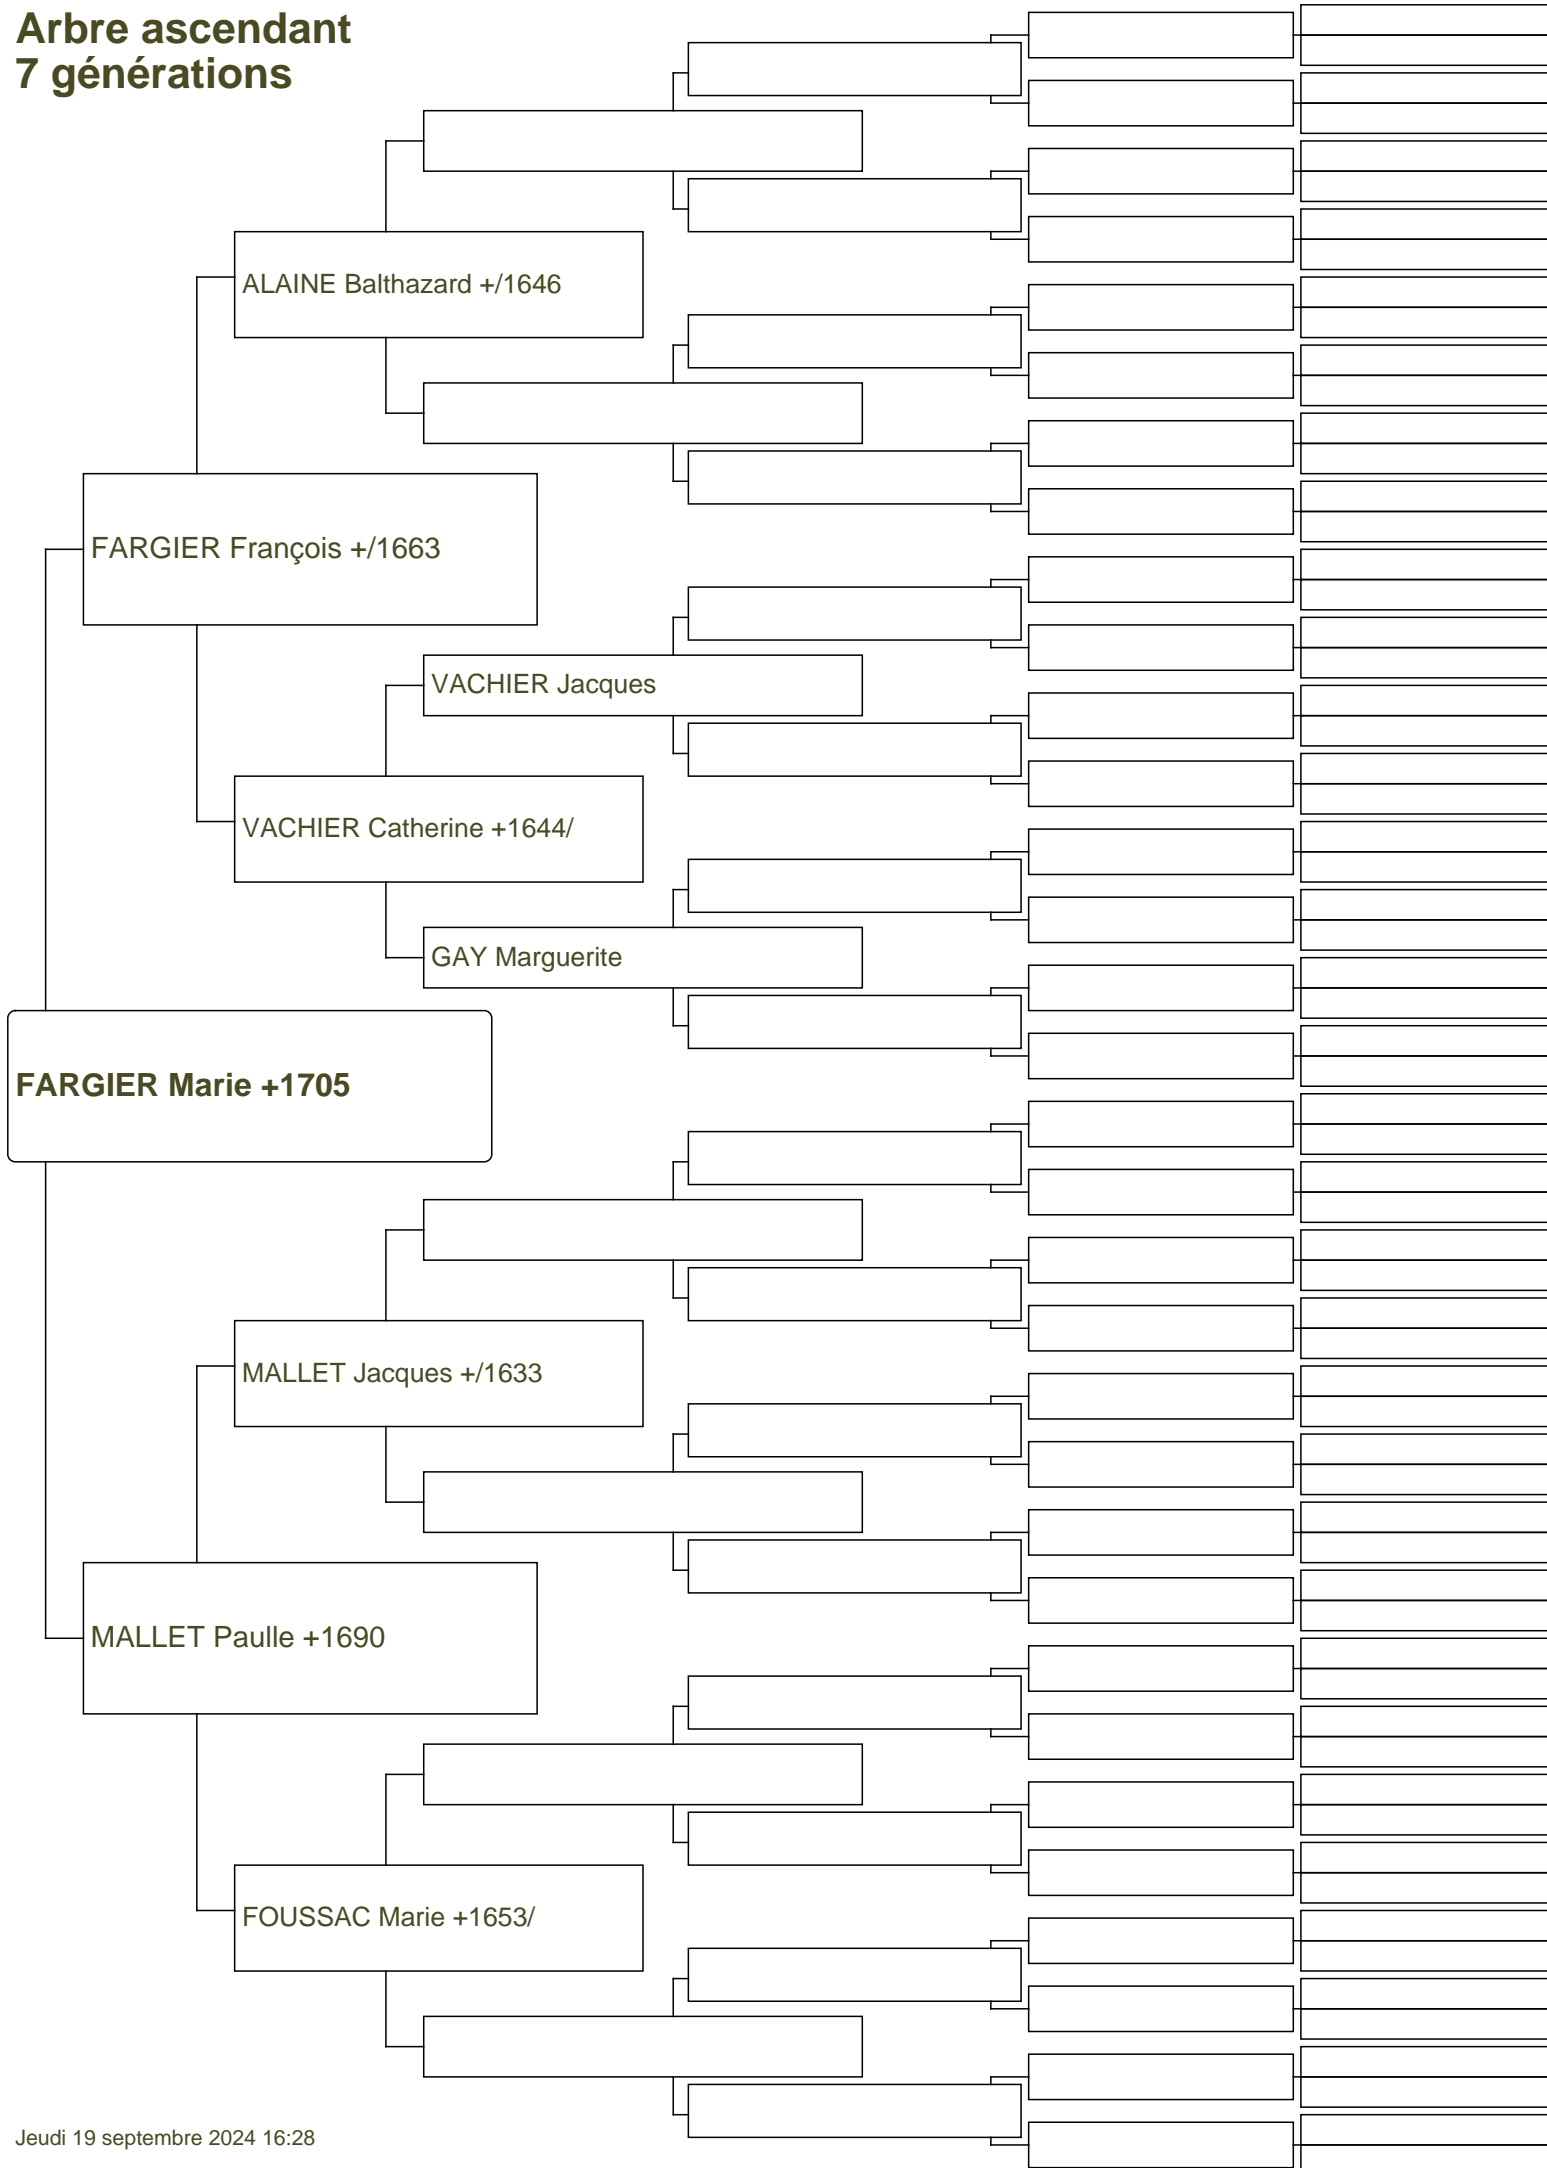 Arbre ascendant
7 générations
ALAINE Balthazard +/1646
FARGIER François +/1663
VACHIER Jacques
VACHIER Catherine +1644/
GAY Marguerite
FARGIER Marie +1705
MALLET Jacques +/1633
MALLET Paulle +1690
FOUSSAC Marie +1653/
Jeudi 19 septembre 2024 16:28